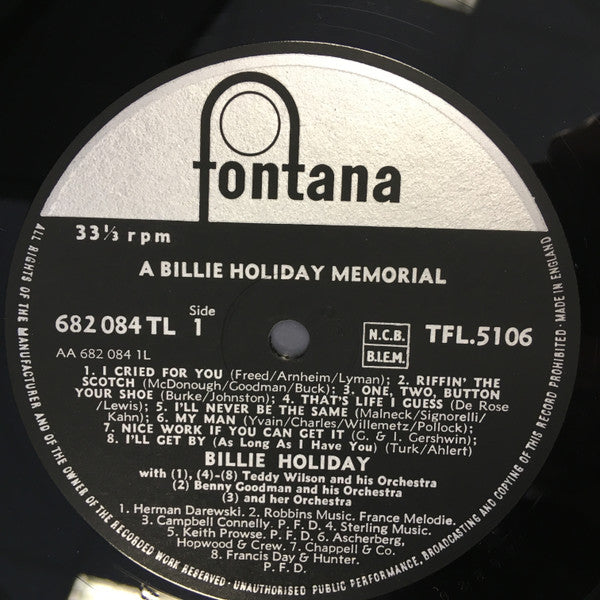 fontana
33⅓ rpm
A BILLIE HOLIDAY MEMORIAL
682 084 TL
Side
1
N.C.B.
B.I.E.M.
TFL.5106
AA 682 084 1L
1. I CRIED FOR YOU (Freed/Arnheim/Lyman); 2. RIFFIN' THE
SCOTCH (McDonough/Goodman/Buck); 3. ONE, TWO, BUTTON
YOUR SHOE (Burke/Johnston); 4. THAT'S LIFE I GUESS (De Rose
/Lewis); 5. I'LL NEVER BE THE SAME (Malneck/Signorelli/
Kahn); 6. MY MAN (Yvain/Charles/Willemetz/Pollock);
7. NICE WORK IF YOU CAN GET IT (G. & I. Gershwin);
8. I'LL GET BY (As Long As I Have You) (Turk/Ahlert)
BILLIE HOLIDAY
with (1), (4)-(8) Teddy Wilson and his Orchestra
(2) Benny Goodman and his Orchestra
(3) and her Orchestra
1. Herman Darewski. 2. Robbins Music. France Melodie.
3. Campbell Connelly. P. F. D. 4. Sterling Music.
5. Keith Prowse. P. F. D. 6. Ascherberg,
Hopwood & Crew. 7. Chappell & Co.
8. Francis Day & Hunter.
P. F. D.
ALL RIGHTS OF THE MANUFACTURER AND OF THE OWNER OF THE RECORDED WORK RESERVED - UNAUTHORISED PUBLIC PERFORMANCE, BROADCASTING AND COPYING OF THIS RECORD PROHIBITED - MADE IN ENGLAND